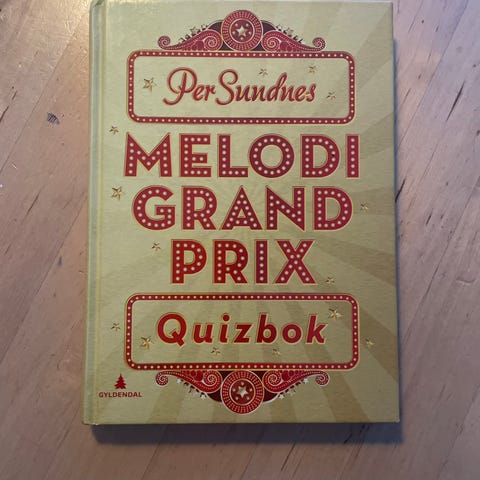 Per Sundnes
MELODI
GRAND
PRIX
Quizbok
GYLDENDAL